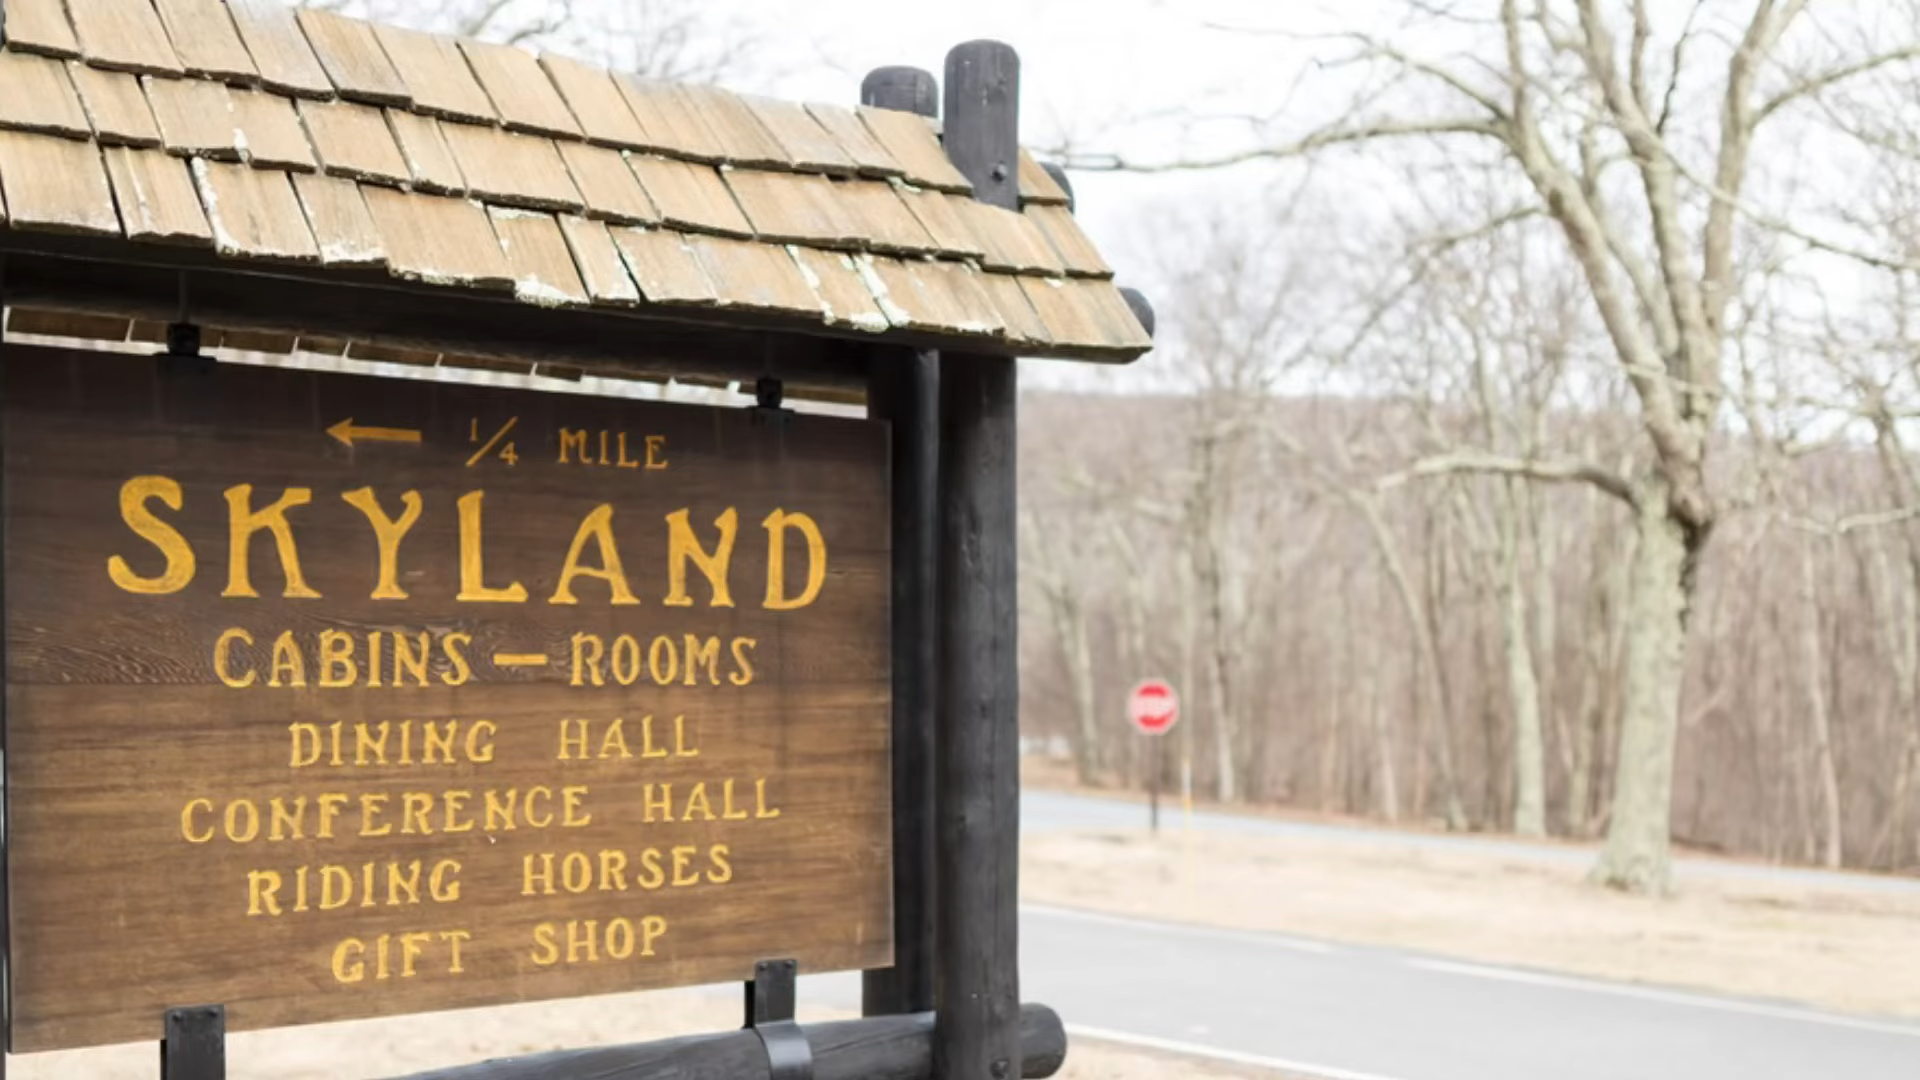 ← 1/4 MILE
SKYLAND
CABINS — ROOMS
DINING HALL
CONFERENCE HALL
RIDING HORSES
GIFT SHOP